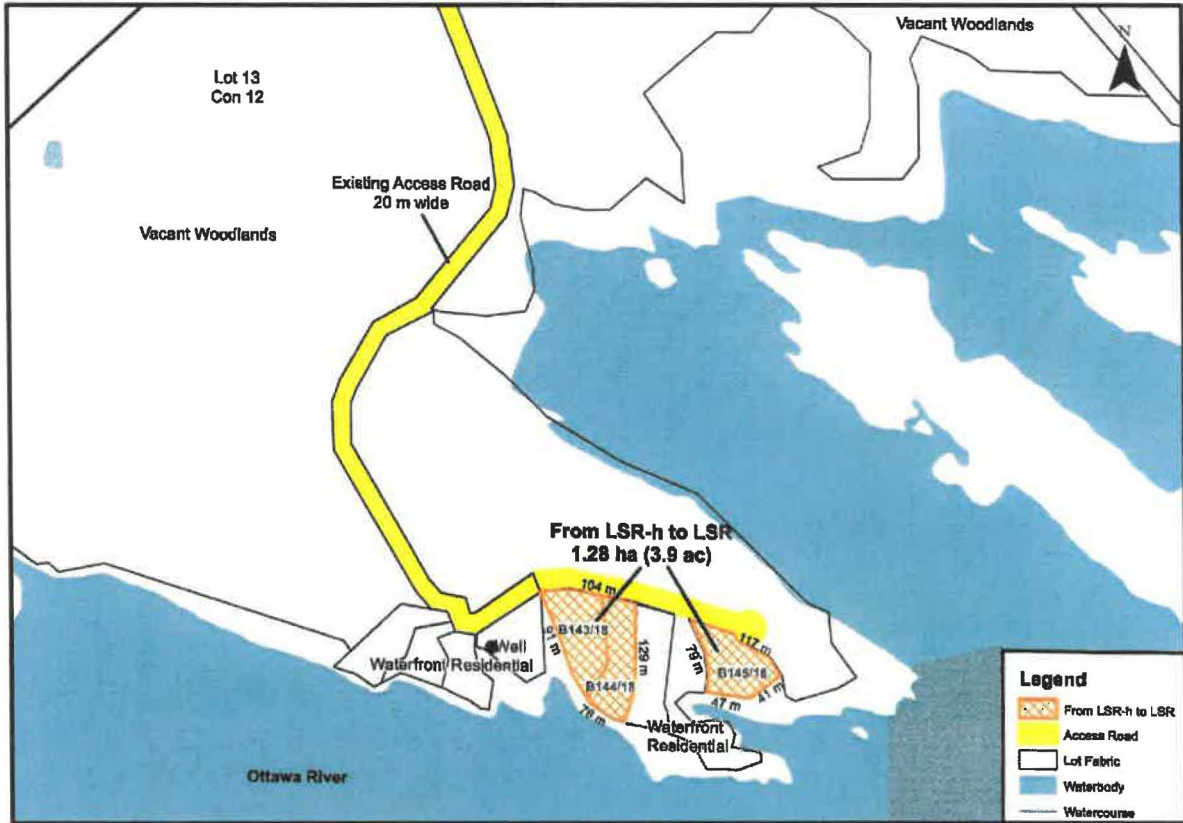 Vacant Woodlands
N
Lot 13
Con 12
Existing Access Road
20 m wide
Vacant Woodlands
From LSR-h to LSR
1.28 ha (3.9 ac)
104 m
B143/18
B144/18
129 m
76 m
79 m
117 m
B145/18
47 m
41 m
Well
Waterfront Residential
Waterfront
Residential
Ottawa River
Legend
From LSR-h to LSR
Access Road
Lot Fabric
Waterbody
Watercourse